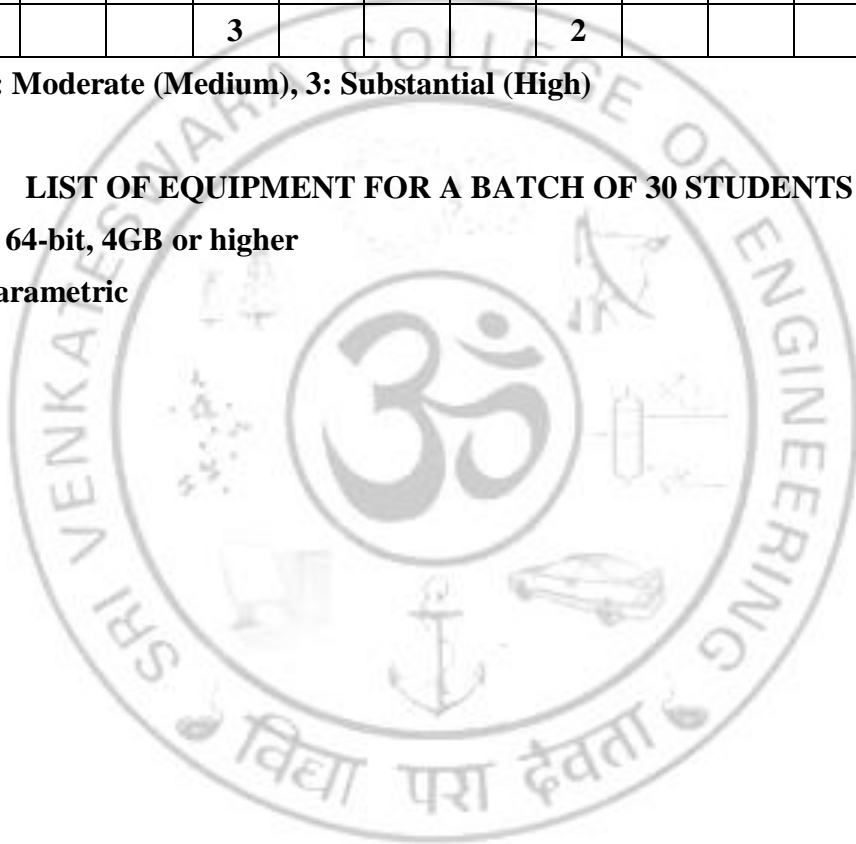 3 2
: Moderate (Medium), 3: Substantial (High)
LIST OF EQUIPMENT FOR A BATCH OF 30 STUDENTS
64-bit, 4GB or higher
arametric
SRI VENKATESWARA COLLEGE OF ENGINEERING
ॐ
विद्या परा देवता